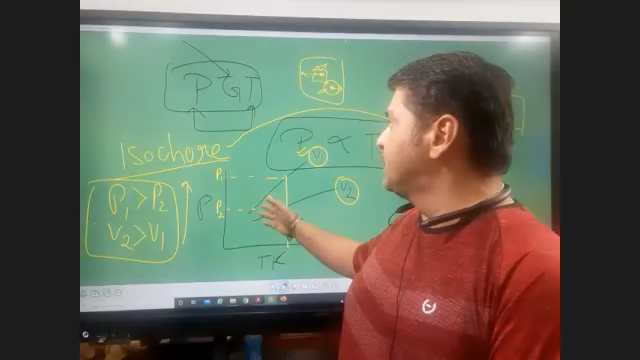 P G T
P ∝ T
Isochore
V1
P1
P1 > P2
V2
P
P2
V2 > V1
TK